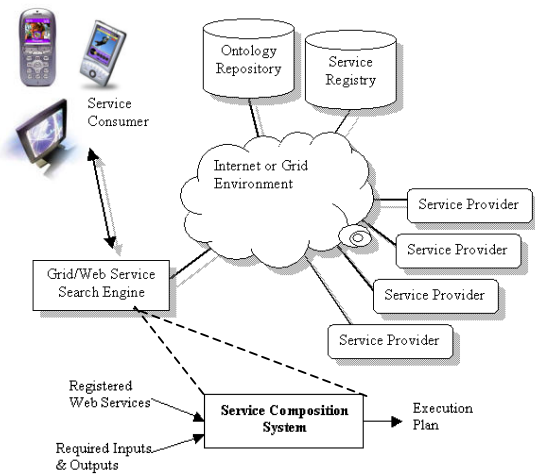 Ontology
Repository
Service
Registry
Service
Consumer
Internet or Grid
Environment
Service Provider
Service Provider
Service Provider
Service Provider
Grid/Web Service
Search Engine
Registered
Web Services
Service Composition
System
Execution
Plan
Required Inputs
& Outputs